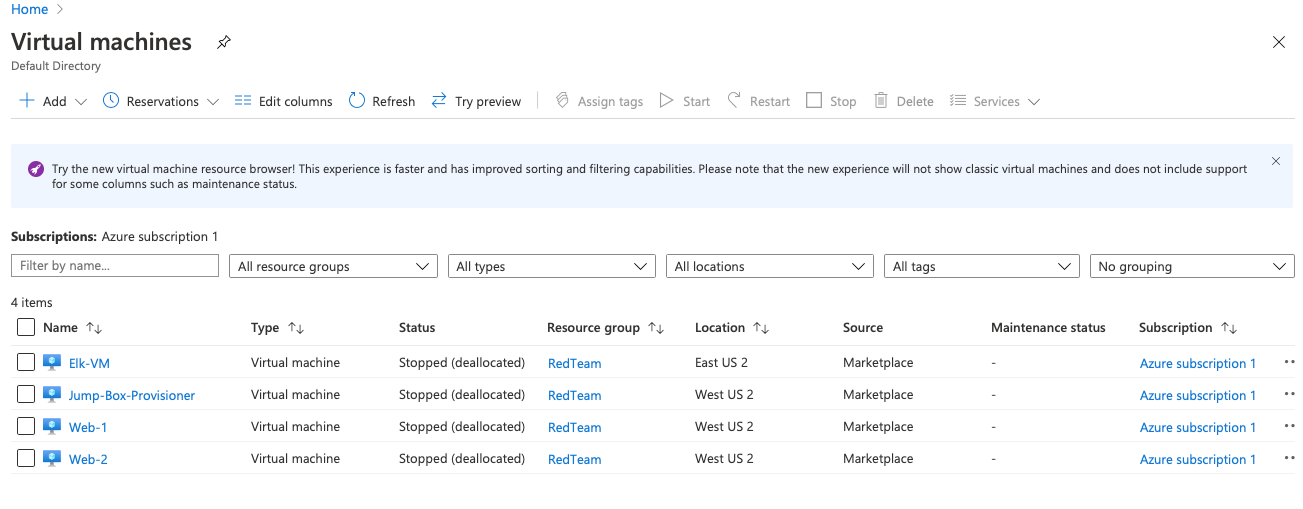 Home
Virtual machines
Default Directory
Add Reservations Edit columns Refresh Try preview Assign tags Start Restart Stop Delete Services
Try the new virtual machine resource browser! This experience is faster and has improved sorting and filtering capabilities. Please note that the new experience will not show classic virtual machines and does not include support
for some columns such as maintenance status.
Subscriptions: Azure subscription 1
Filter by name... All resource groups All types All locations All tags No grouping
4 items
Name Type Status Resource group Location Source Maintenance status Subscription
Elk-VM Virtual machine Stopped (deallocated) RedTeam East US 2 Marketplace - Azure subscription 1
Jump-Box-Provisioner Virtual machine Stopped (deallocated) RedTeam West US 2 Marketplace - Azure subscription 1
Web-1 Virtual machine Stopped (deallocated) RedTeam West US 2 Marketplace - Azure subscription 1
Web-2 Virtual machine Stopped (deallocated) RedTeam West US 2 Marketplace - Azure subscription 1